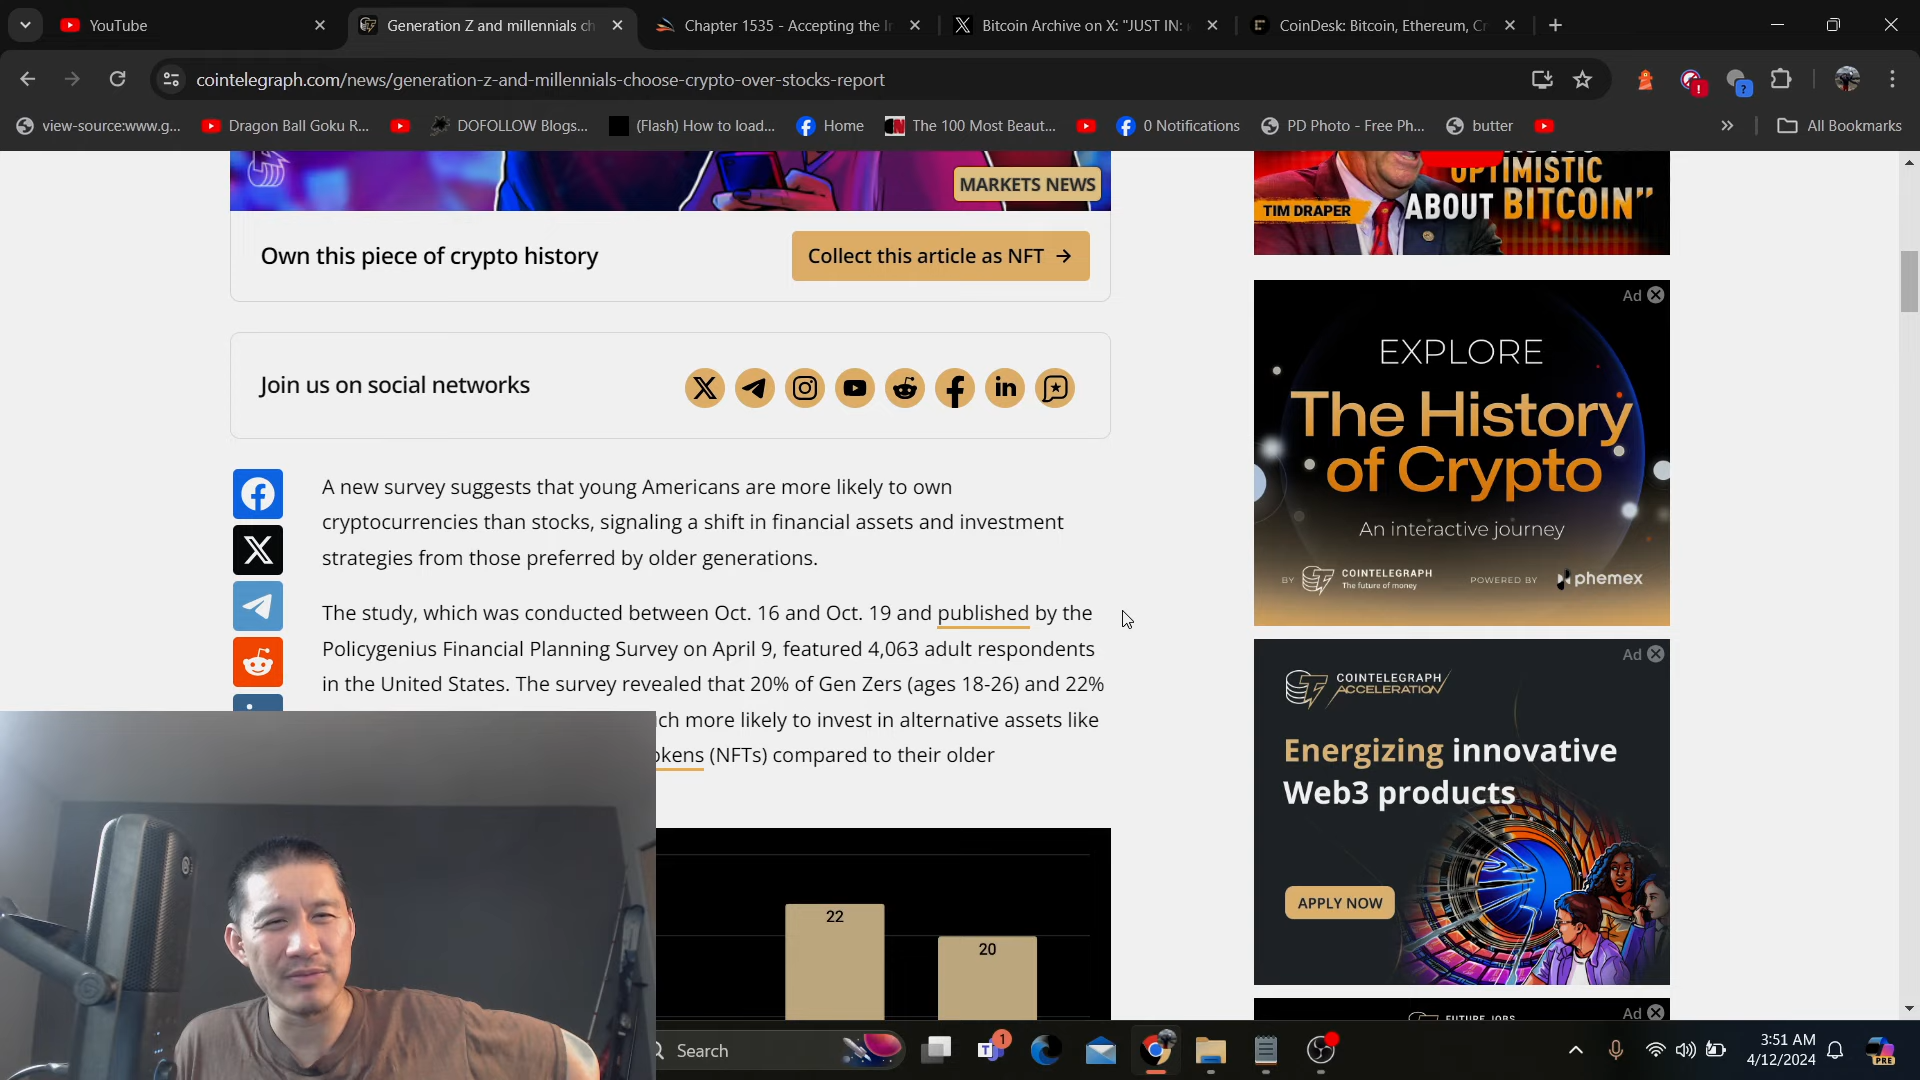 YouTube
Generation Z and millennials ch
Chapter 1535 - Accepting the I
Bitcoin Archive on X: "JUST IN:
CoinDesk: Bitcoin, Ethereum, Cr
cointelegraph.com/news/generation-z-and-millennials-choose-crypto-over-stocks-report
view-source:www.g...
Dragon Ball Goku R...
DOFOLLOW Blogs...
(Flash) How to load...
Home
The 100 Most Beaut...
0 Notifications
PD Photo - Free Ph...
butter
All Bookmarks
MARKETS NEWS
Own this piece of crypto history
Collect this article as NFT →
Join us on social networks
A new survey suggests that young Americans are more likely to own
cryptocurrencies than stocks, signaling a shift in financial assets and investment
strategies from those preferred by older generations.
The study, which was conducted between Oct. 16 and Oct. 19 and published by the
Policygenius Financial Planning Survey on April 9, featured 4,063 adult respondents
in the United States. The survey revealed that 20% of Gen Zers (ages 18-26) and 22%
ch more likely to invest in alternative assets like
okens (NFTs) compared to their older
22
20
OPTIMISTIC
ABOUT BITCOIN”
TIM DRAPER
Ad
EXPLORE
The History
of Crypto
An interactive journey
BY COINTELEGRAPH
The future of money
POWERED BY phemex
Ad
COINTELEGRAPH
ACCELERATION
Energizing innovative
Web3 products
APPLY NOW
Ad
FUTURE JOBS
Search
1
3:51 AM
4/12/2024
PRE